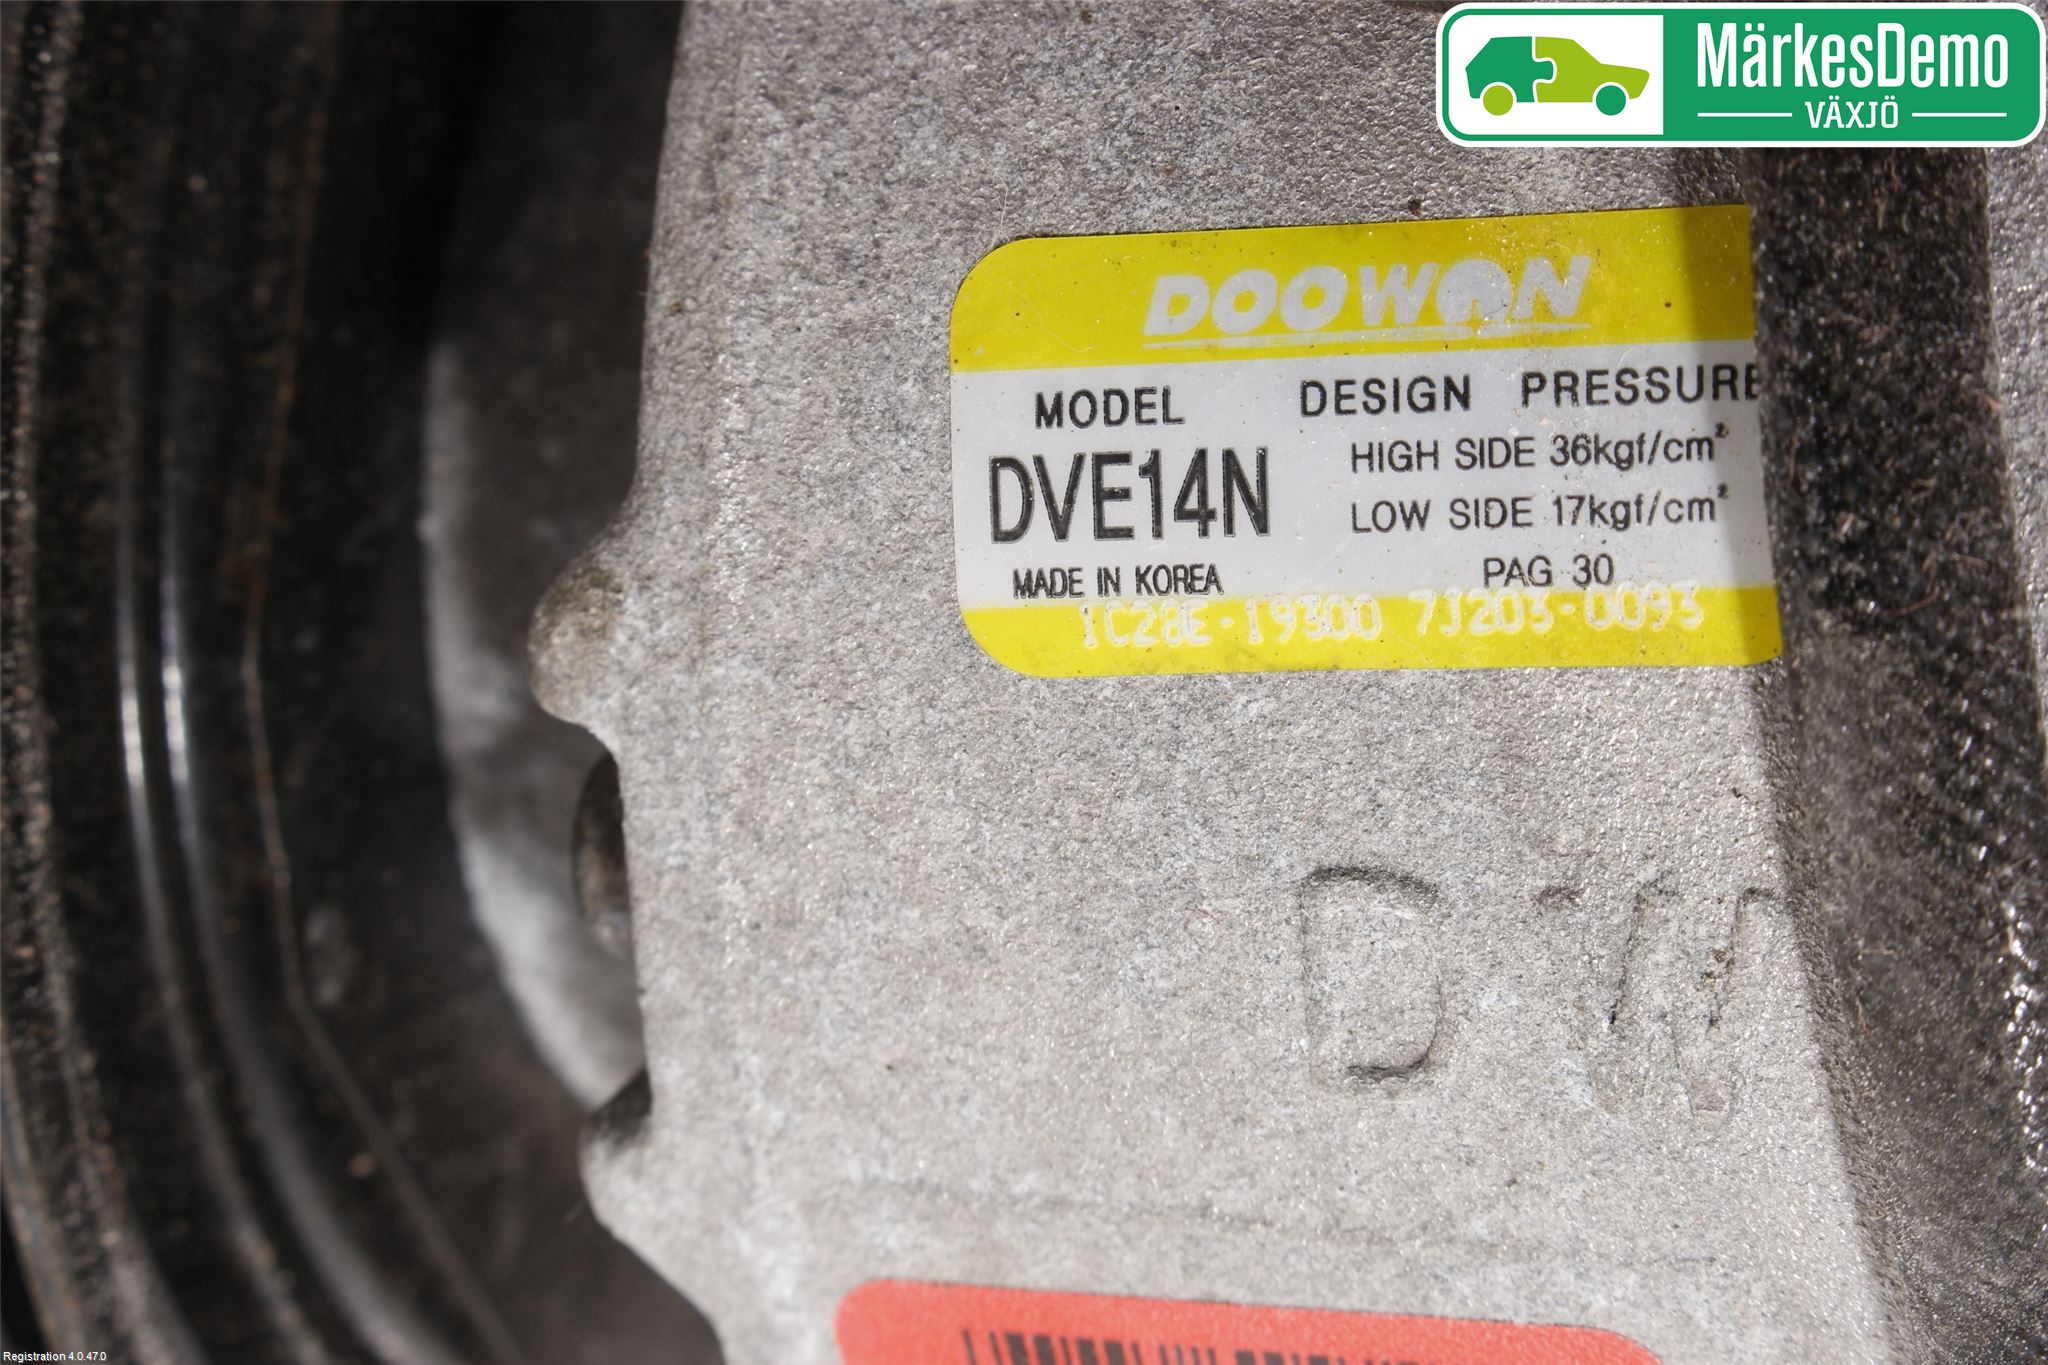 MärkesDemo
VÄXJÖ
DOOWON
MODEL DESIGN PRESSURE
DVE14N HIGH SIDE 36kgf/cm²
LOW SIDE 17kgf/cm²
MADE IN KOREA PAG 30
1C28E-19300 7J203-0093
DW
Registration 4.0.47.0